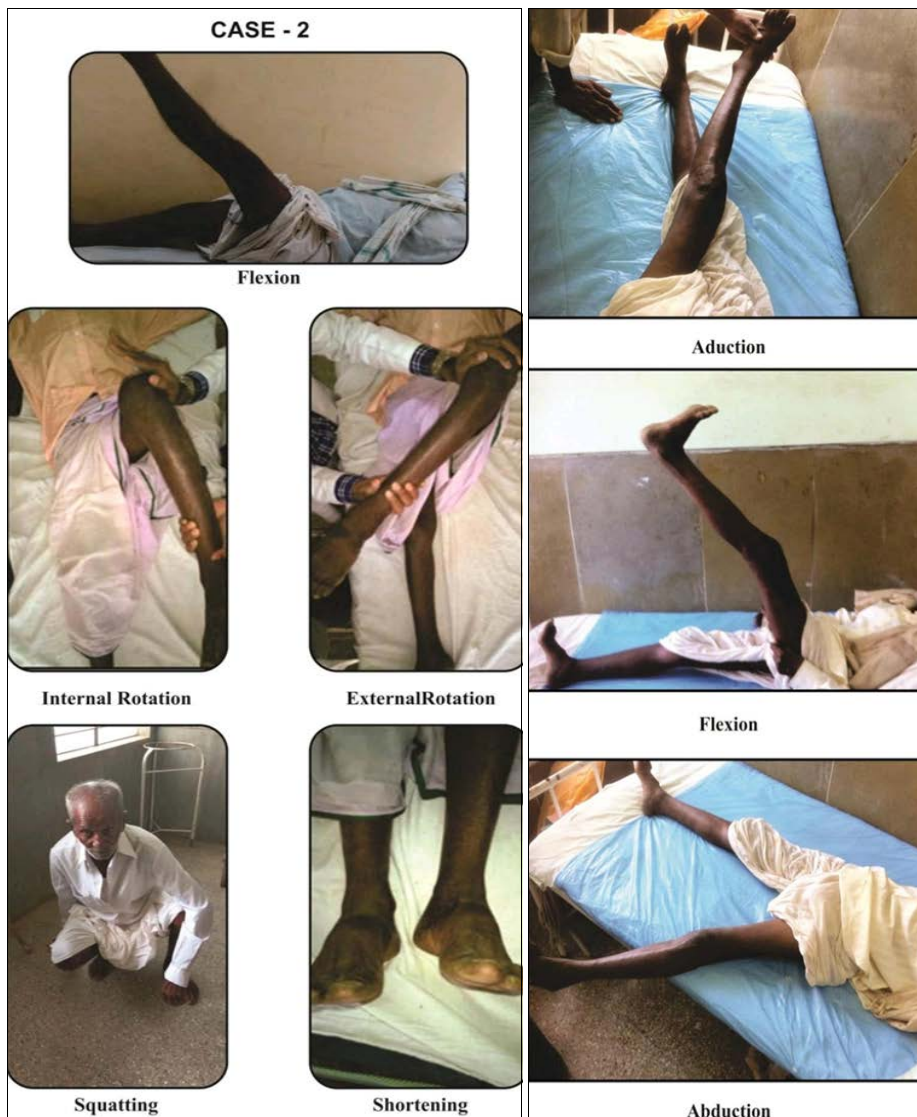 CASE - 2
Flexion
Internal Rotation
ExternalRotation
Squatting
Shortening
Aduction
Flexion
Abduction